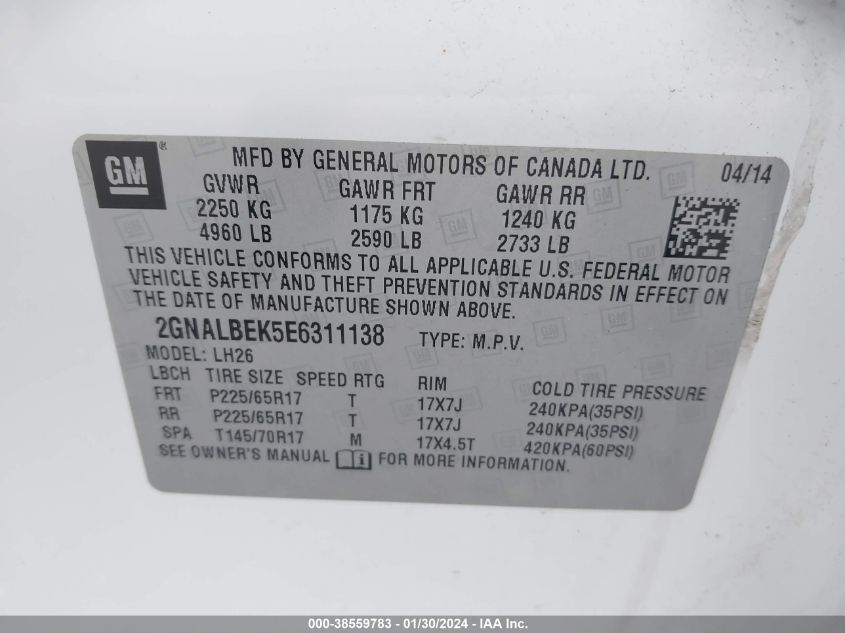 GM ®
MFD BY GENERAL MOTORS OF CANADA LTD. 04/14
GVWR GAWR FRT GAWR RR
2250 KG 1175 KG 1240 KG
4960 LB 2590 LB 2733 LB
THIS VEHICLE CONFORMS TO ALL APPLICABLE U.S. FEDERAL MOTOR
VEHICLE SAFETY AND THEFT PREVENTION STANDARDS IN EFFECT ON
THE DATE OF MANUFACTURE SHOWN ABOVE.
2GNALBEK5E6311138 TYPE: M.P.V.
MODEL: LH26
LBCH TIRE SIZE SPEED RTG RIM COLD TIRE PRESSURE
FRT P225/65R17 T 17X7J 240KPA(35PSI)
RR P225/65R17 T 17X7J 240KPA(35PSI)
SPA T145/70R17 M 17X4.5T 420KPA(60PSI)
SEE OWNER'S MANUAL i FOR MORE INFORMATION.
000-38559783 - 01/30/2024 - IAA Inc.